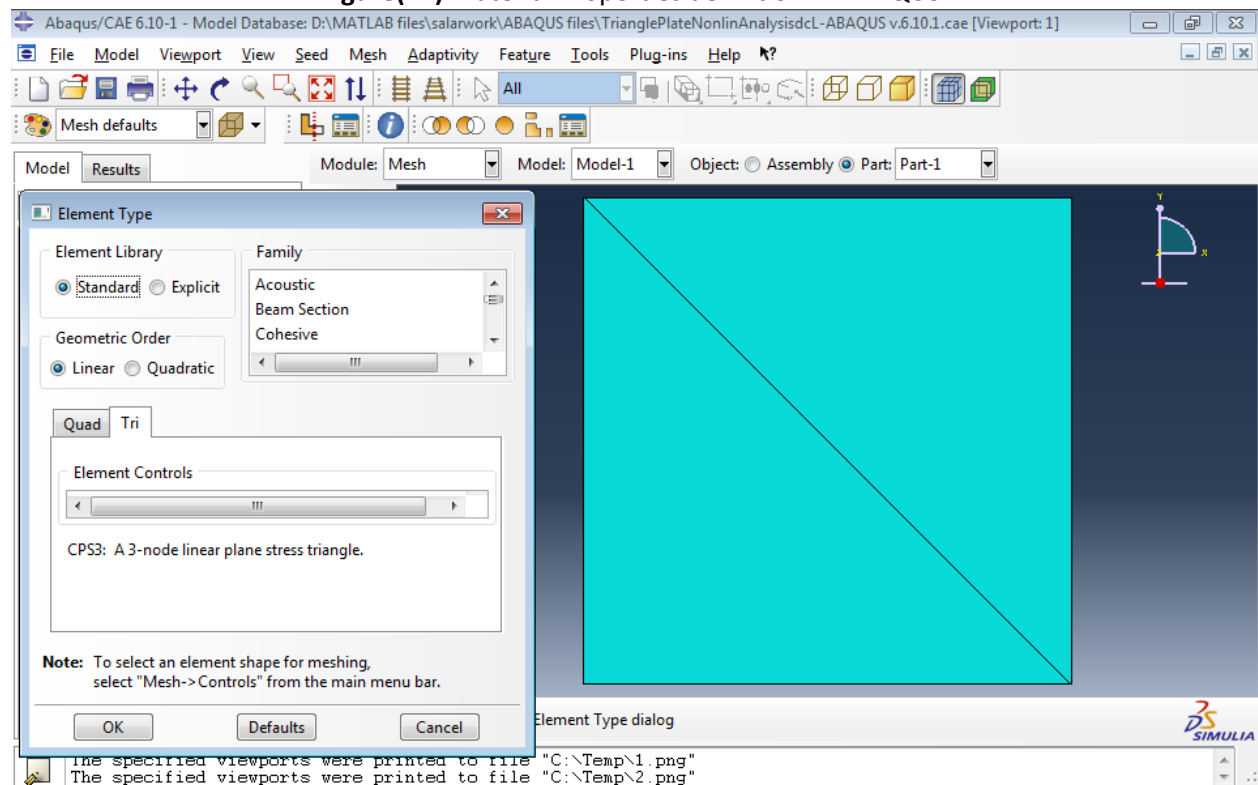 Abaqus/CAE 6.10-1 - Model Database: D:\MATLAB files\salarwork\ABAQUS files\TrianglePlateNonlinAnalysisdcL-ABAQUS v.6.10.1.cae [Viewport: 1]
File Model Viewport View Seed Mesh Adaptivity Feature Tools Plug-ins Help
All
Mesh defaults
Model Results Module: Mesh Model: Model-1 Object: Assembly Part: Part-1
Element Type
Element Library Family
Standard Explicit
Acoustic
Beam Section
Cohesive
Geometric Order
Linear Quadratic
Quad Tri
Element Controls
CPS3: A 3-node linear plane stress triangle.
Note: To select an element shape for meshing,
select "Mesh->Controls" from the main menu bar.
OK Defaults Cancel
Element Type dialog
Y
X
SIMULIA
The specified viewports were printed to file "C:\Temp\1.png"
The specified viewports were printed to file "C:\Temp\2.png"